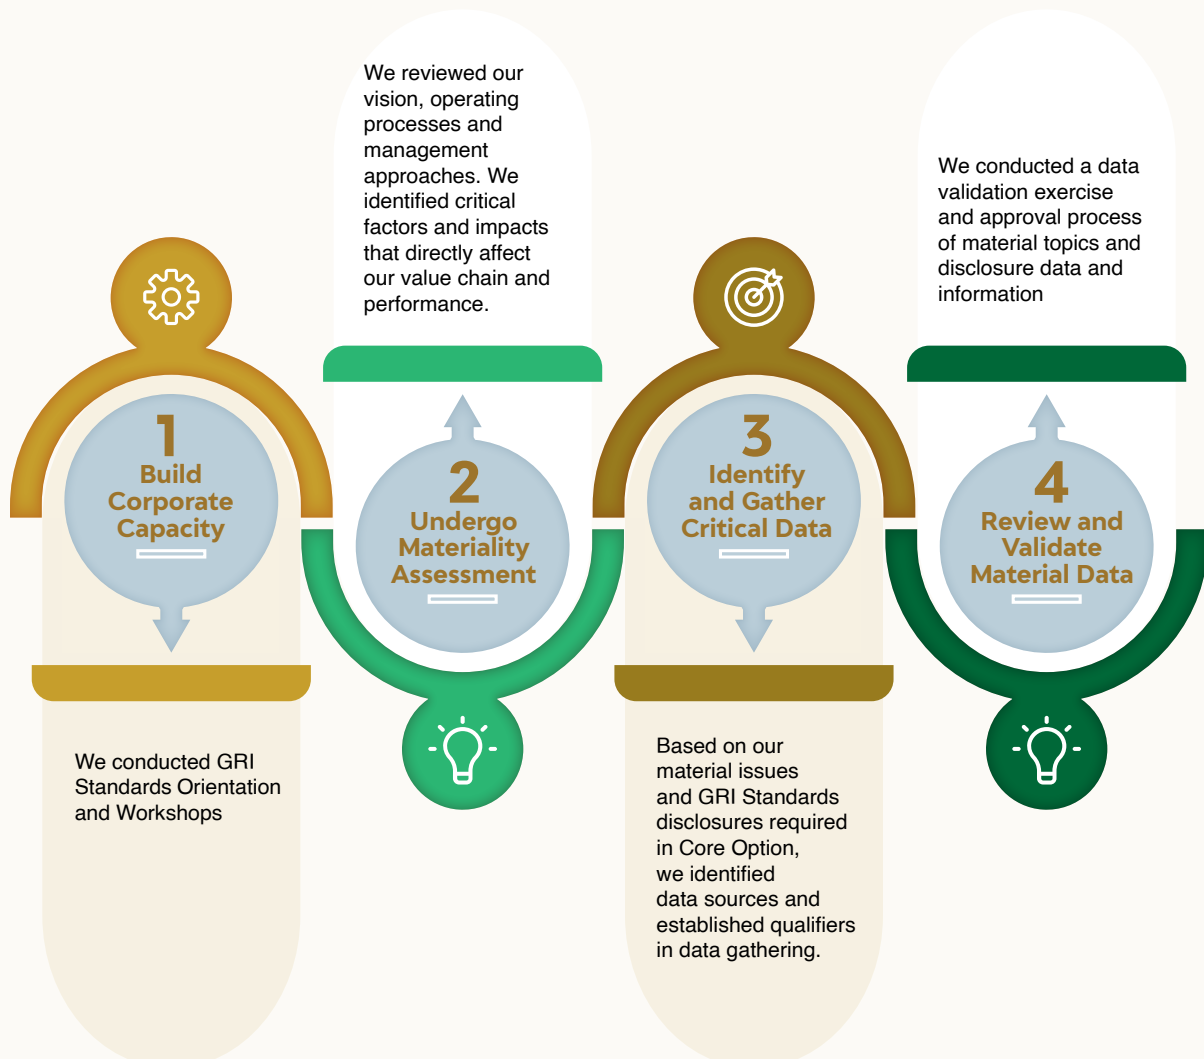 1
Build
Corporate
Capacity
We conducted GRI
Standards Orientation
and Workshops
We reviewed our
vision, operating
processes and
management
approaches. We
identified critical
factors and impacts
that directly affect
our value chain and
performance.
2
Undergo
Materiality
Assessment
3
Identify
and Gather
Critical Data
Based on our
material issues
and GRI Standards
disclosures required
in Core Option,
we identified
data sources and
established qualifiers
in data gathering.
We conducted a data
validation exercise
and approval process
of material topics and
disclosure data and
information
4
Review and
Validate
Material Data